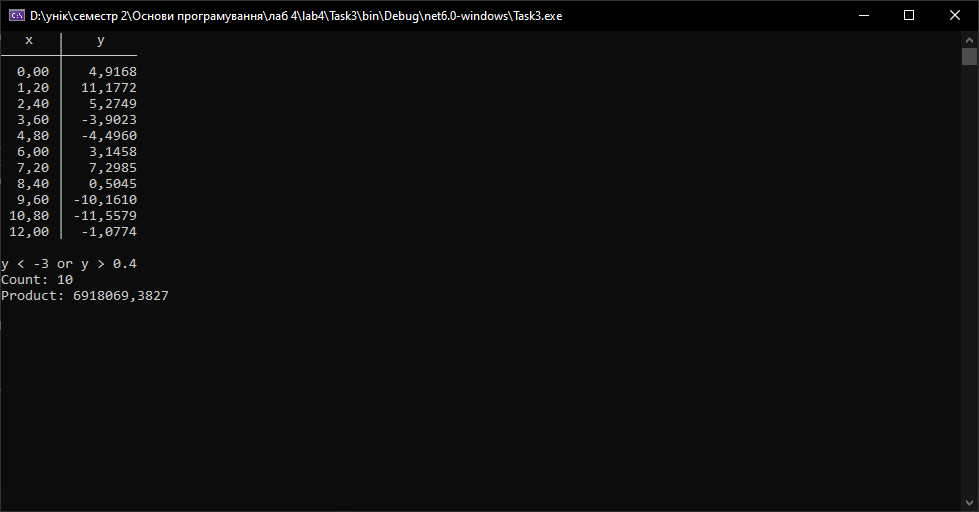 D:\унік\семестр 2\Основи програмування\лаб 4\lab4\Task3\bin\Debug\net6.0-windows\Task3.exe
x y
0,00 4,9168
1,20 11,1772
2,40 5,2749
3,60 -3,9023
4,80 -4,4960
6,00 3,1458
7,20 7,2985
8,40 0,5045
9,60 -10,1610
10,80 -11,5579
12,00 -1,0774
y < -3 or y > 0.4
Count: 10
Product: 6918069,3827